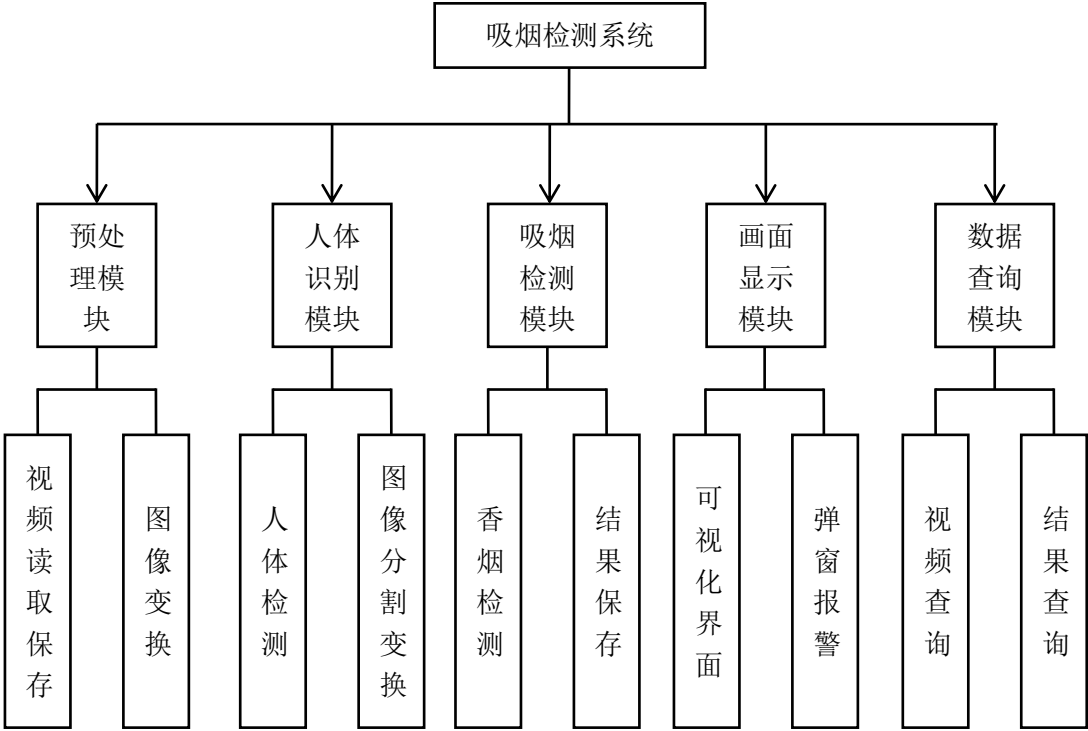 吸烟检测系统
预处
理模
块
人体
识别
模块
吸烟
检测
模块
画面
显示
模块
数据
查询
模块
视频读取保存
图像变换
人体检测
图像分割变换
香烟检测
结果保存
可视化界面
弹窗报警
视频查询
结果查询